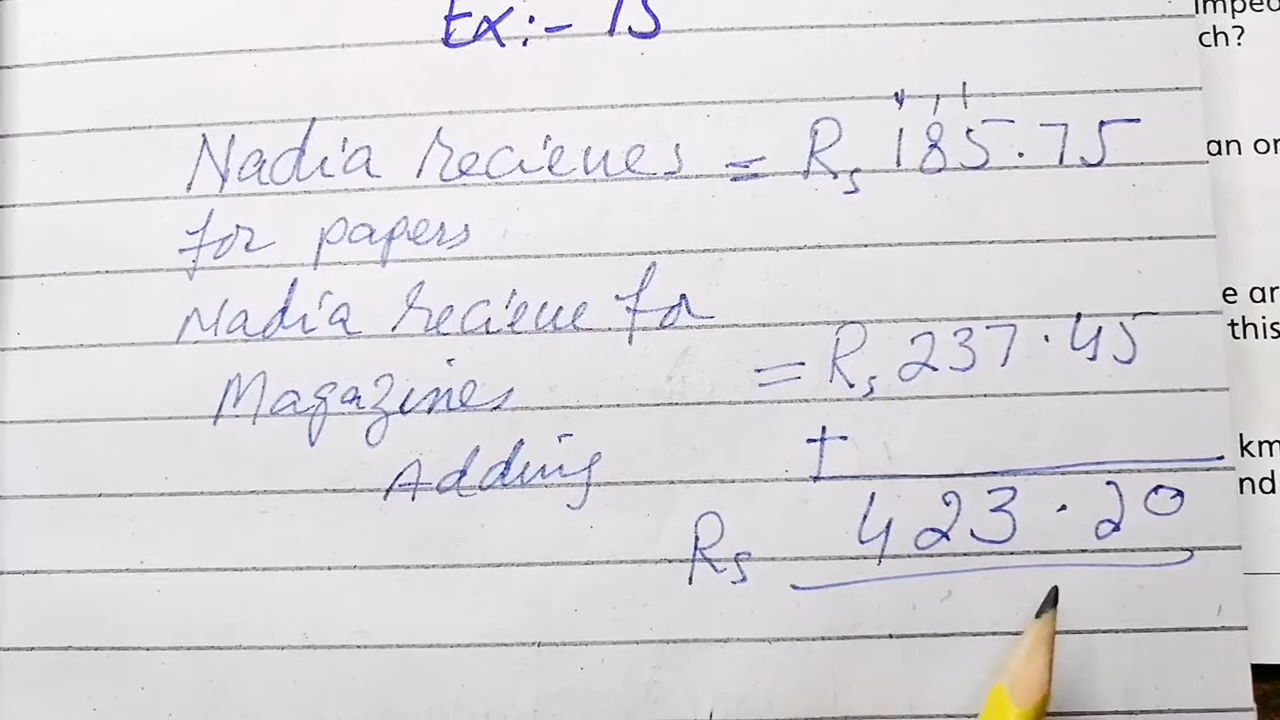 Ex:- 15
Nadia recieves = Rs 185.75
for papers
Nadia recieve for
Magazines = Rs 237.45
Adding +
Rs 423.20
ch?
an or
e ar
this
km
nd